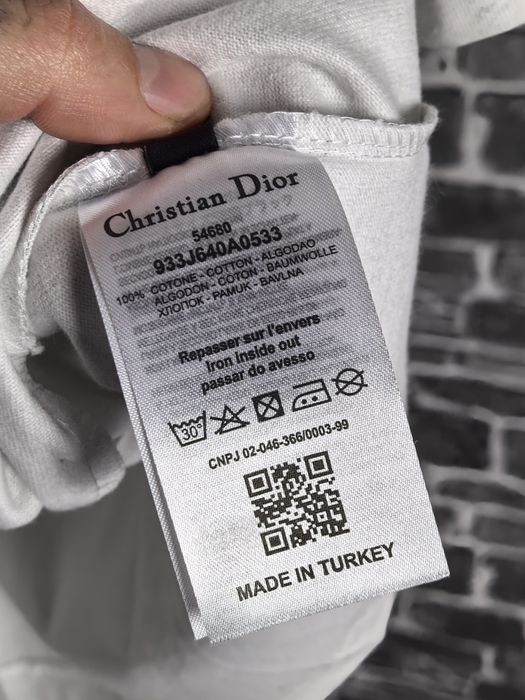 Christian Dior
54680
933J640A0533
100% COTONE - COTTON - ALGODAO
ALGODON - COTON - BAUMWOLLE
ХΠΟΠΟΚ - PAMUK - BAVLNA
Repasser sur l'envers
Iron inside out
passar do avesso
30°
CNPJ 02-046-366/0003-99
MADE IN TURKEY